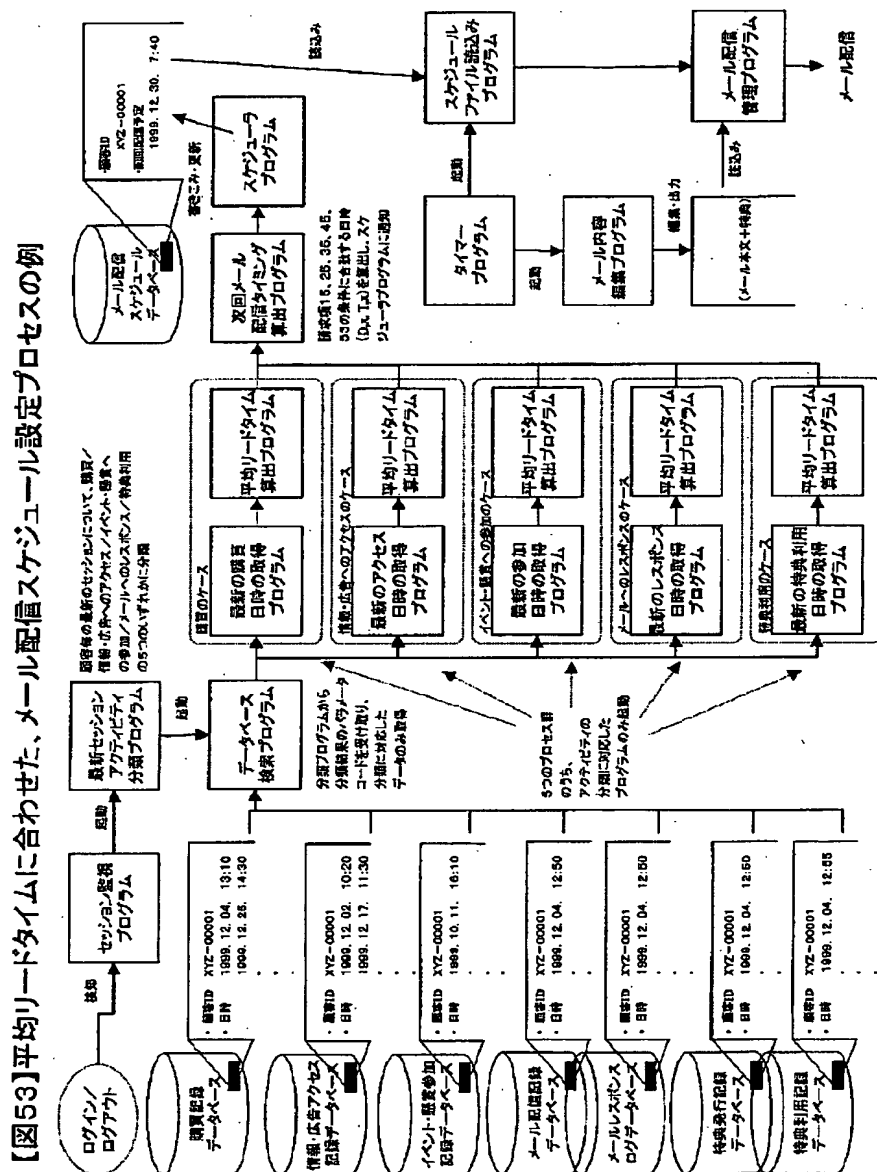 【図53】平均リードタイムに合わせた、メール配信スケジュール設定プロセスの例
ログイン/
ログアウト
検知
セッション監視
プログラム
起動
最新セッション
アクティビティ
分類プログラム
顧客毎の最新のセッションについて、購買/
情報・広告へのアクセス/イベント・懸賞へ
の参加/メールへのレスポンス/特典利用
の5つのいずれかに分類
起動
データベース
検索プログラム
分類プログラムから
分類結果のパラメータ
コードを受け取り、
分類に対応した
データのみ取得
購買記録
データベース
・顧客ID XYZ-00001
・日時 1999. 12. 04. 13:10
1999. 12. 25. 14:30
情報・広告アクセス
記録データベース
・顧客ID XYZ-00001
・日時 1999. 12. 02. 10:20
1999. 12. 17. 11:30
イベント・懸賞参加
記録データベース
・顧客ID XYZ-00001
・日時 1999. 10. 11. 16:10
メール配信記録
データベース
・顧客ID XYZ-00001
・日時 1999. 12. 04. 12:50
メールレスポンス
ログデータベース
・顧客ID XYZ-00001
・日時 1999. 12. 04. 12:50
特典発行記録
データベース
・顧客ID XYZ-00001
・日時 1999. 12. 04. 12:50
特典利用記録
データベース
・顧客ID XYZ-00001
・日時 1999. 12. 04. 12:55
5つのプロセス群
のうち、
アクティビティの
分類に対応した
プログラムのみ起動
購買のケース
最新の購買
日時の取得
プログラム
平均リードタイム
算出プログラム
情報・広告へのアクセスのケース
最新のアクセス
日時の取得
プログラム
平均リードタイム
算出プログラム
イベント・懸賞への参加のケース
最新の参加
日時の取得
プログラム
平均リードタイム
算出プログラム
メールへのレスポンスのケース
最新のレスポンス
日時の取得
プログラム
平均リードタイム
算出プログラム
特典利用のケース
最新の特典利用
日時の取得
プログラム
平均リードタイム
算出プログラム
次回メール
配信タイミング
算出プログラム
請求項15、25、35、45、
53の条件に合致する日時
を算出し、スケ
ジューラプログラムに通知
スケジューラ
プログラム
書きこみ・更新
メール配信
スケジュール
データベース
・顧客ID
XYZ-00001
・次回配信予定
1999. 12. 30. 7:40
読込み
タイマー
プログラム
起動
スケジュール
ファイル読込み
プログラム
起動
メール内容
編集プログラム
編集・出力
(メール本文+特典)
読込み
メール配信
管理プログラム
メール配信